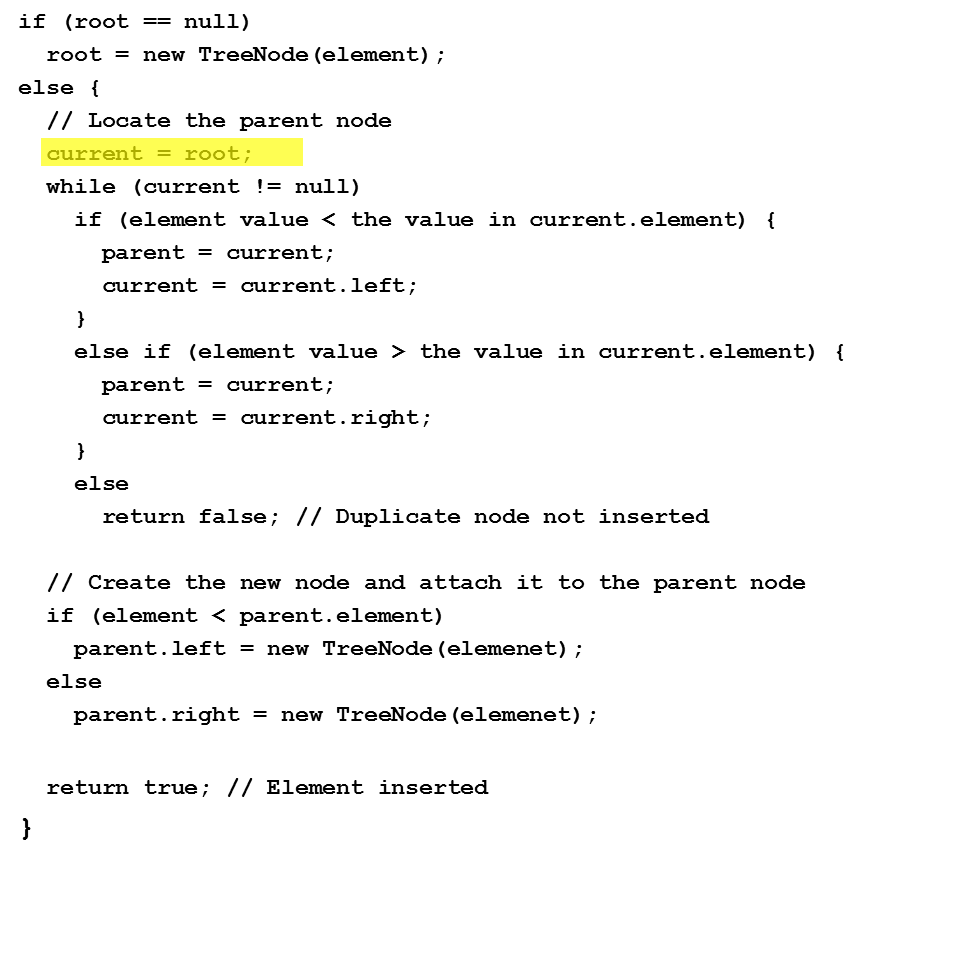 if (root == null)
  root = new TreeNode(element);
else {
  // Locate the parent node
  current = root;
  while (current != null)
    if (element value < the value in current.element) {
      parent = current;
      current = current.left;
    }
    else if (element value > the value in current.element) {
      parent = current;
      current = current.right;
    }
    else
      return false; // Duplicate node not inserted

  // Create the new node and attach it to the parent node
  if (element < parent.element)
    parent.left = new TreeNode(elemenet);
  else
    parent.right = new TreeNode(elemenet);

  return true; // Element inserted
}